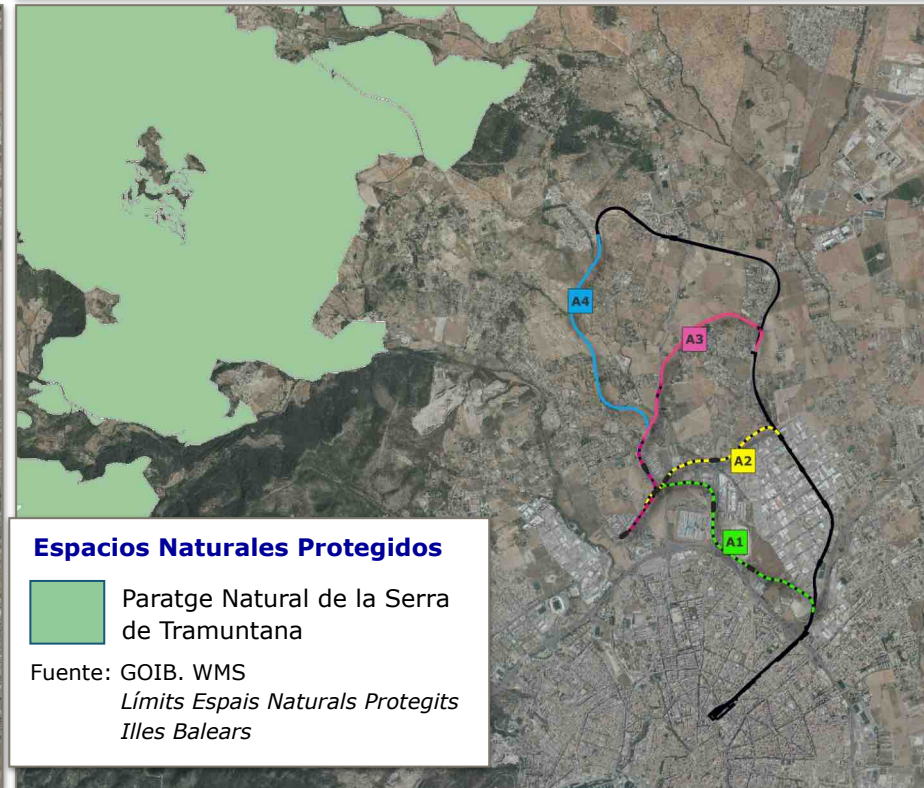 A4
A3
A2
A1
Espacios Naturales Protegidos
Paratge Natural de la Serra
de Tramuntana
Fuente: GOIB. WMS
Límits Espais Naturals Protegits
Illes Balears